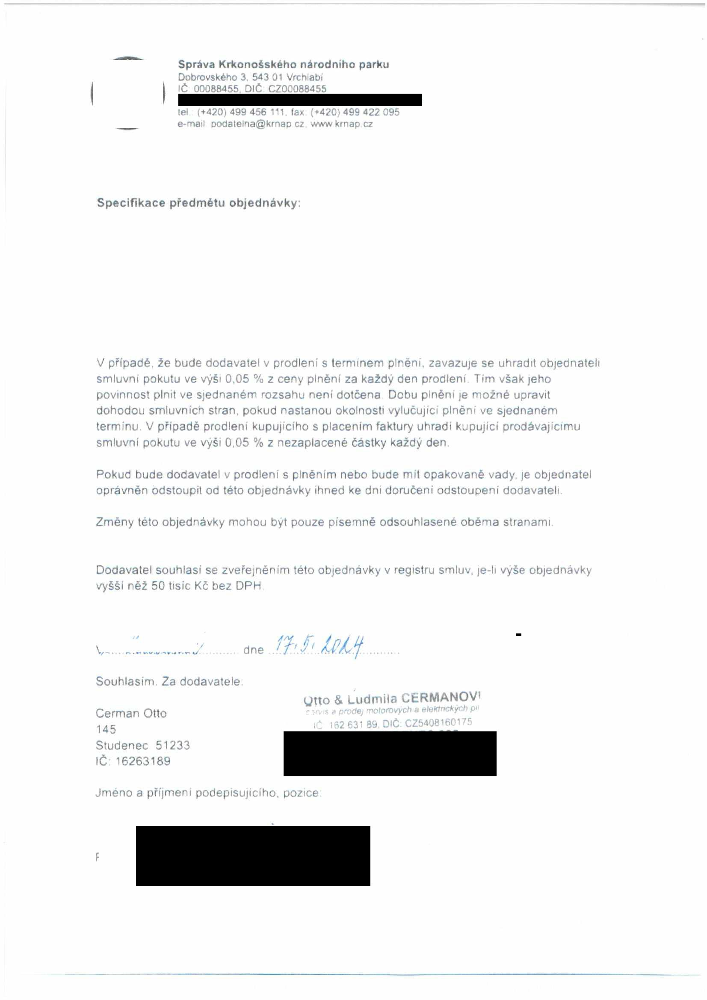 Správa Krkonošského národního parku
Dobrovského 3, 543 01 Vrchlabí
IČ: 00088455, DIČ: CZ00088455
tel.: (+420) 499 456 111, fax: (+420) 499 422 095
e-mail: podatelna@krnap.cz, www.krnap.cz
Specifikace předmětu objednávky:
V případě, že bude dodavatel v prodlení s termínem plnění, zavazuje se uhradit objednateli
smluvní pokutu ve výši 0,05 % z ceny plnění za každý den prodlení. Tím však jeho
povinnost plnit ve sjednaném rozsahu není dotčena. Dobu plnění je možné upravit
dohodou smluvních stran, pokud nastanou okolnosti vylučující plnění ve sjednaném
termínu. V případě prodlení kupujícího s placením faktury uhradí kupující prodávajícímu
smluvní pokutu ve výši 0,05 % z nezaplacené částky každý den.
Pokud bude dodavatel v prodlení s plněním nebo bude mít opakované vady, je objednatel
oprávněn odstoupit od této objednávky ihned ke dni doručení odstoupení dodavateli.
Změny této objednávky mohou být pouze písemně odsouhlasené oběma stranami.
Dodavatel souhlasí se zveřejněním této objednávky v registru smluv, je-li výše objednávky
vyšší něž 50 tisíc Kč bez DPH.
dne 17.5.2024
Souhlasím. Za dodavatele:
Otto & Ludmila CERMANOVI
servis a prodej motorových a elektrických pil
IČ 162 631 89, DIČ: CZ5408160175
Cerman Otto
145
Studenec 51233
IČ: 16263189
Jméno a příjmení podepisujícího, pozice: